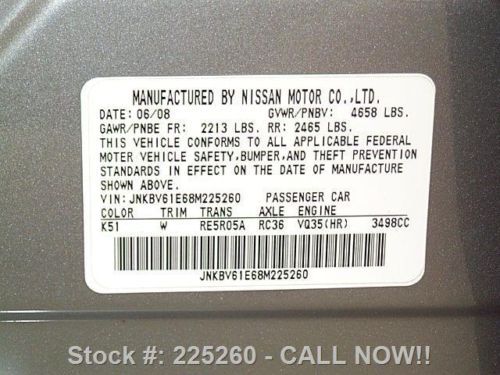 MANUFACTURED BY NISSAN MOTOR CO.,LTD.
DATE: 06/08 GVWR/PNBV: 4658 LBS.
GAWR/PNBE FR: 2213 LBS. RR: 2465 LBS.
THIS VEHICLE CONFORMS TO ALL APPLICABLE FEDERAL
MOTER VEHICLE SAFETY,BUMPER,AND THEFT PREVENTION
STANDARDS IN EFFECT ON THE DATE OF MANUFACTURE
SHOWN ABOVE.
VIN: JNKBV61E68M225260 PASSENGER CAR
COLOR TRIM TRANS AXLE ENGINE
K51 W RE5R05A RC36 VQ35(HR) 3498CC
JNKBV61E68M225260
Stock #: 225260 - CALL NOW!!